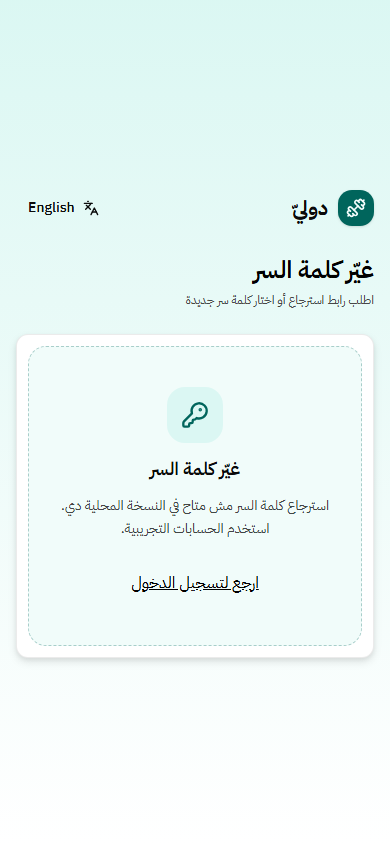 دوليّ
English
غيّر كلمة السر
اطلب رابط استرجاع أو اختار كلمة سر جديدة
غيّر كلمة السر
استرجاع كلمة السر مش متاح في النسخة المحلية دي.
استخدم الحسابات التجريبية.
ارجع لتسجيل الدخول